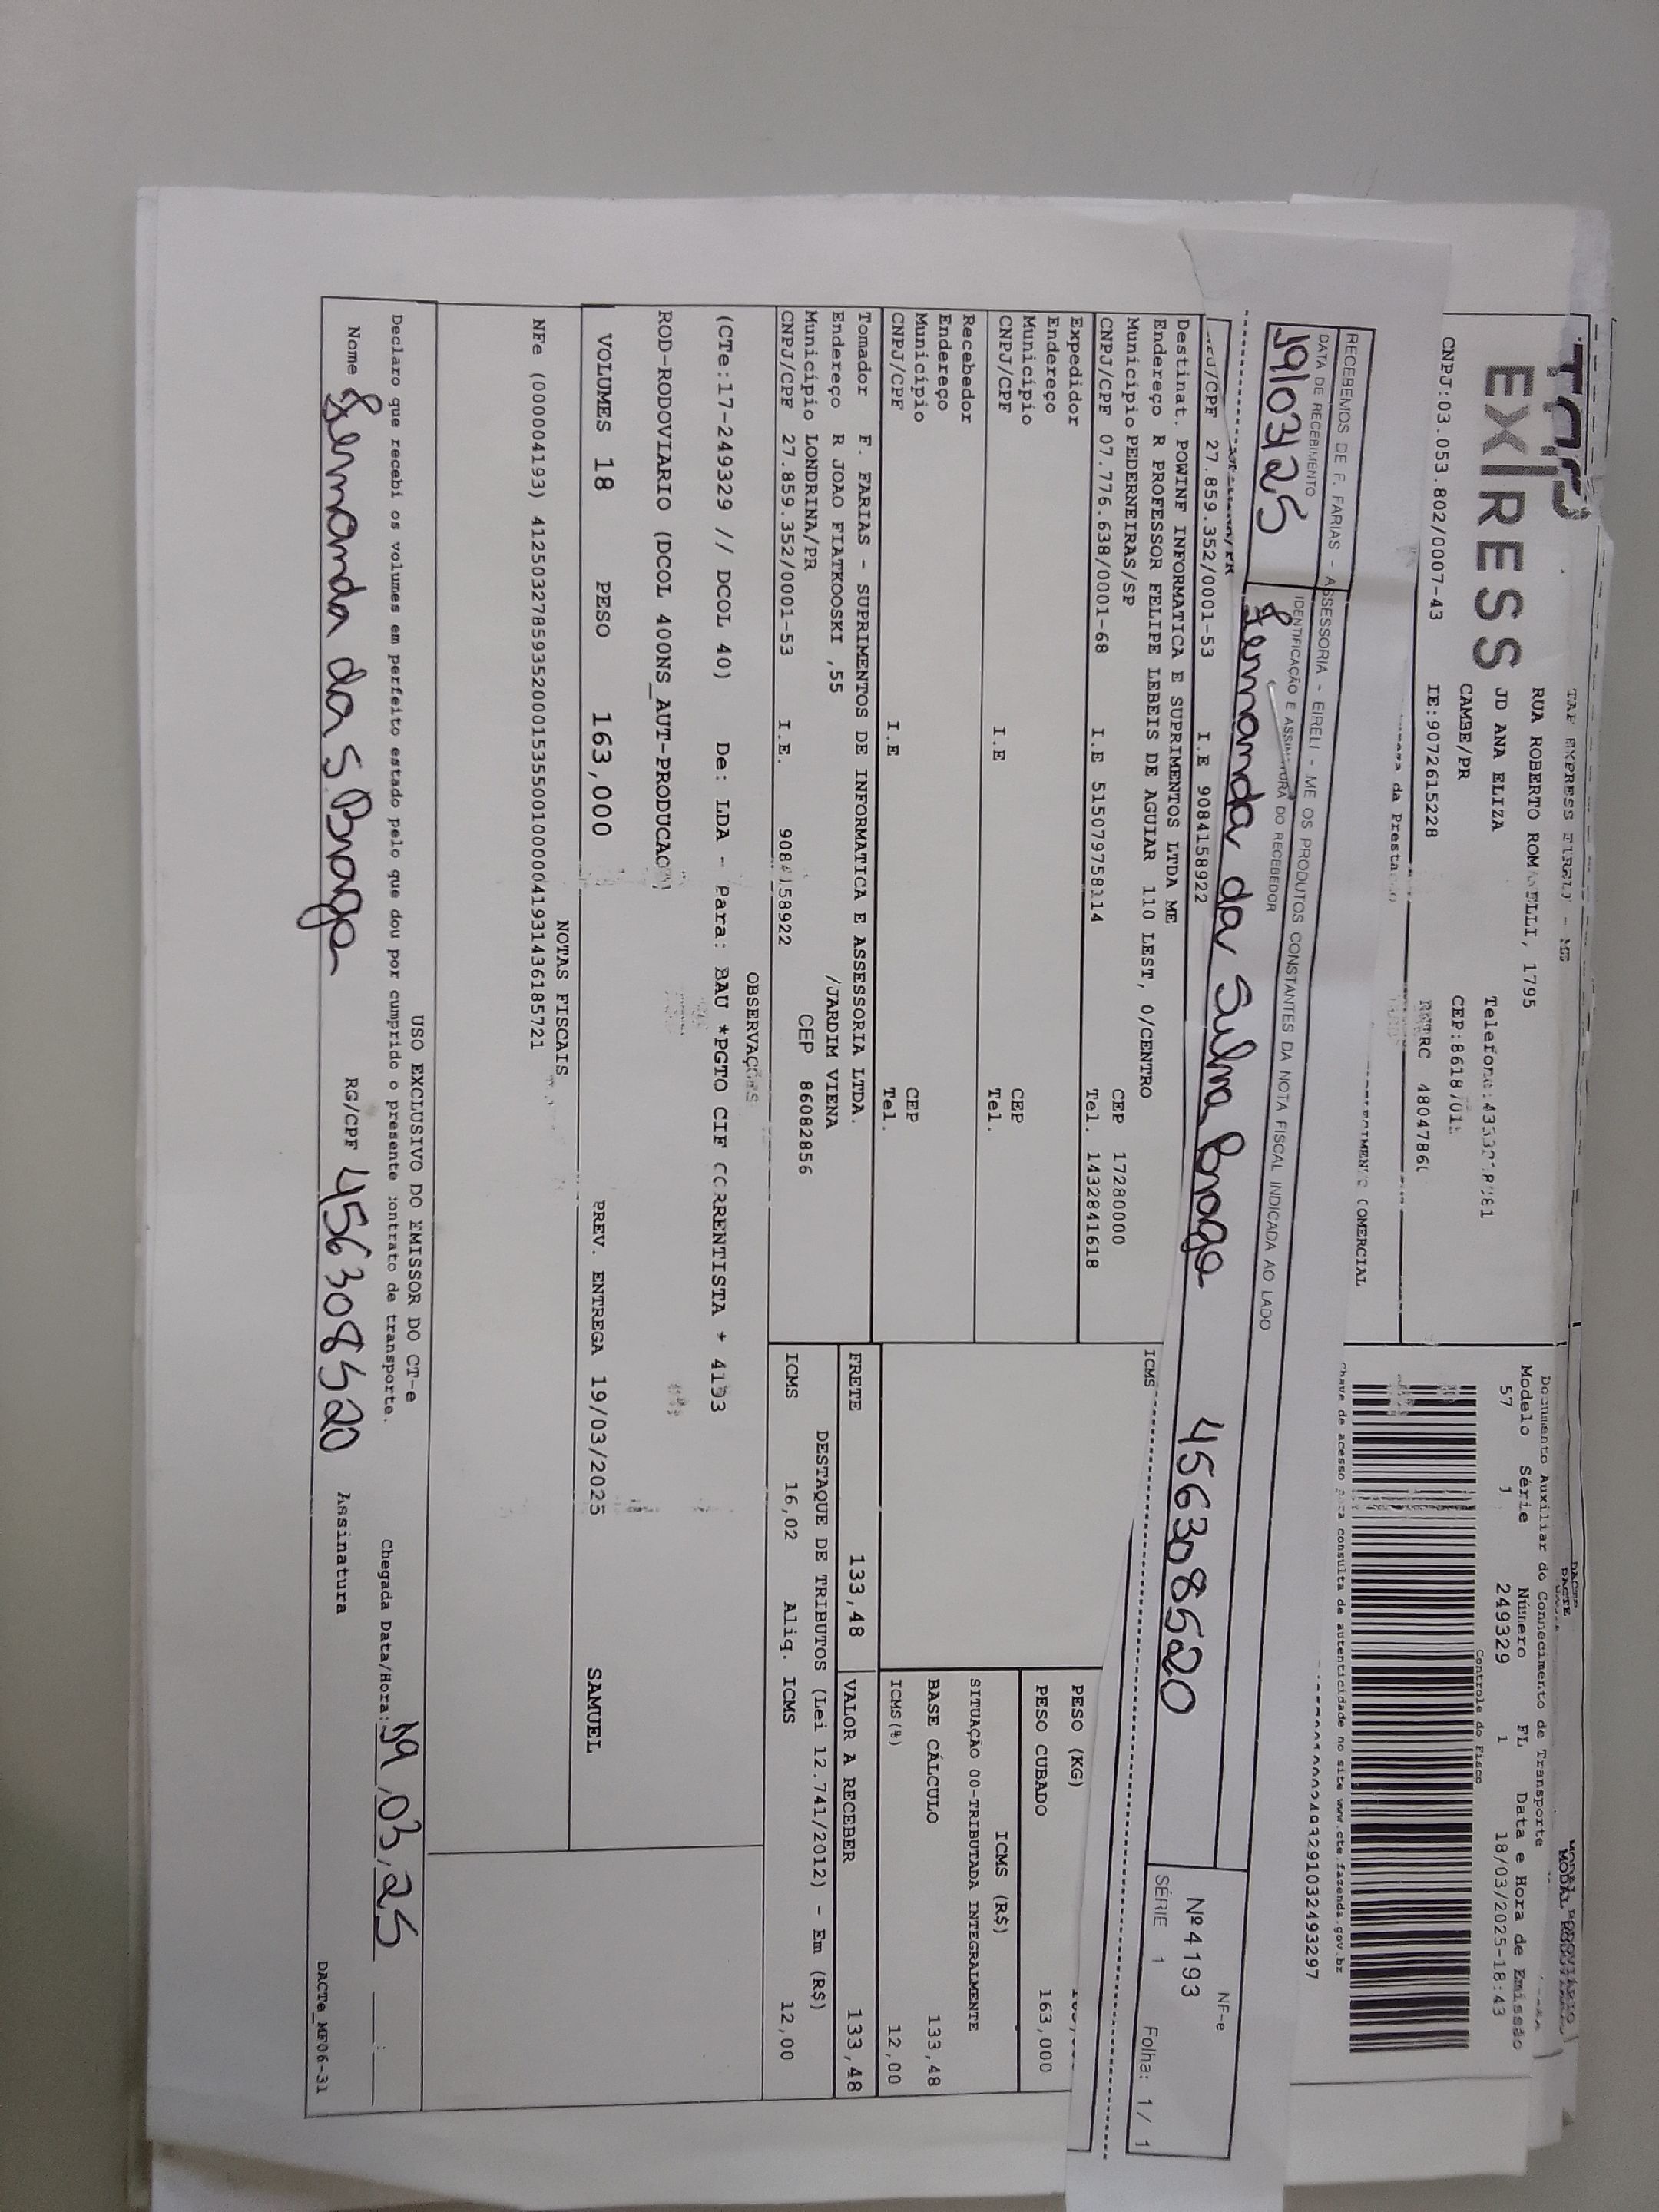 TAF EXPRESS EIRELI - ME
EX|RESS
RUA ROBERTO ROMANELLI, 1795
JD ANA ELIZA
CAMBE/PR
CEP:8618
CNPJ:03.053.802/0007-43 IE:9072615228
RNTRC 4804786
DACTE
Documento Auxiliar do Conhecimento de Transporte
Modelo Série Número FL Data e Hora de Emissão
57 1 249329 1 18/03/2025-18:43
Controle do Fisco
Chave de acesso para consulta de autenticidade no site www.cte.fazenda.gov.br
RECEBEMOS DE F. FARIAS - ASSESSORIA - EIRELI - ME OS PRODUTOS CONSTANTES DA NOTA FISCAL INDICADA AO LADO
DATA DE RECEBIMENTO IDENTIFICAÇÃO E ASSINATURA DO RECEBEDOR
19/03/25 Fernanda da Silva Braga 456308520
NF-e
Nº 4193
SÉRIE 1 Folha: 1/ 1
CNPJ/CPF 27.859.352/0001-53 I.E 9084158922
Destinat. POWINF INFORMATICA E SUPRIMENTOS LTDA ME
Endereço R PROFESSOR FELIPE LEBEIS DE AGUIAR 110 LEST, 0/CENTRO
Município PEDERNEIRAS/SP CEP 17280000
CNPJ/CPF 07.776.638/0001-68 I.E 515079758114 Tel. 1432841618
Expedidor
Endereço
Município CEP
CNPJ/CPF I.E Tel.
Recebedor
Endereço
Município CEP
CNPJ/CPF I.E Tel.
ICMS
PESO (KG)
PESO CUBADO 163,000
ICMS (R$)
SITUAÇÃO 00-TRIBUTADA INTEGRALMENTE
BASE CÁLCULO 133,48
ICMS(%) 12,00
Tomador F. FARIAS - SUPRIMENTOS DE INFORMATICA E ASSESSORIA LTDA.
Endereço R JOAO FIATKOOSKI ,55 /JARDIM VIENA
Município LONDRINA/PR CEP 86082856
CNPJ/CPF 27.859.352/0001-53 I.E. 9084158922
FRETE 133,48 VALOR A RECEBER 133,48
DESTAQUE DE TRIBUTOS (Lei 12.741/2012) - Em (R$)
ICMS 16,02 Aliq. ICMS 12,00
OBSERVAÇÕES
(CTe:17-249329 // DCOL 40) De: LDA - Para: BAU *PGTO CIF CORRENTISTA * 4193
ROD-RODOVIARIO (DCOL 400NS_AUT-PRODUCAO)
VOLUMES 18 PESO 163,000 PREV. ENTREGA 19/03/2025 SAMUEL
NOTAS FISCAIS
NFe (000004193) 41250327859352000153550010000041931436185721
USO EXCLUSIVO DO EMISSOR DO CT-e
Declaro que recebi os volumes em perfeito estado pelo que dou por cumprido o presente contrato de transporte. Chegada Data/Hora: 19/03/25 __:__
Nome Fernanda da S. Braga RG/CPF 456308520 Assinatura
DACTe_MF06-31